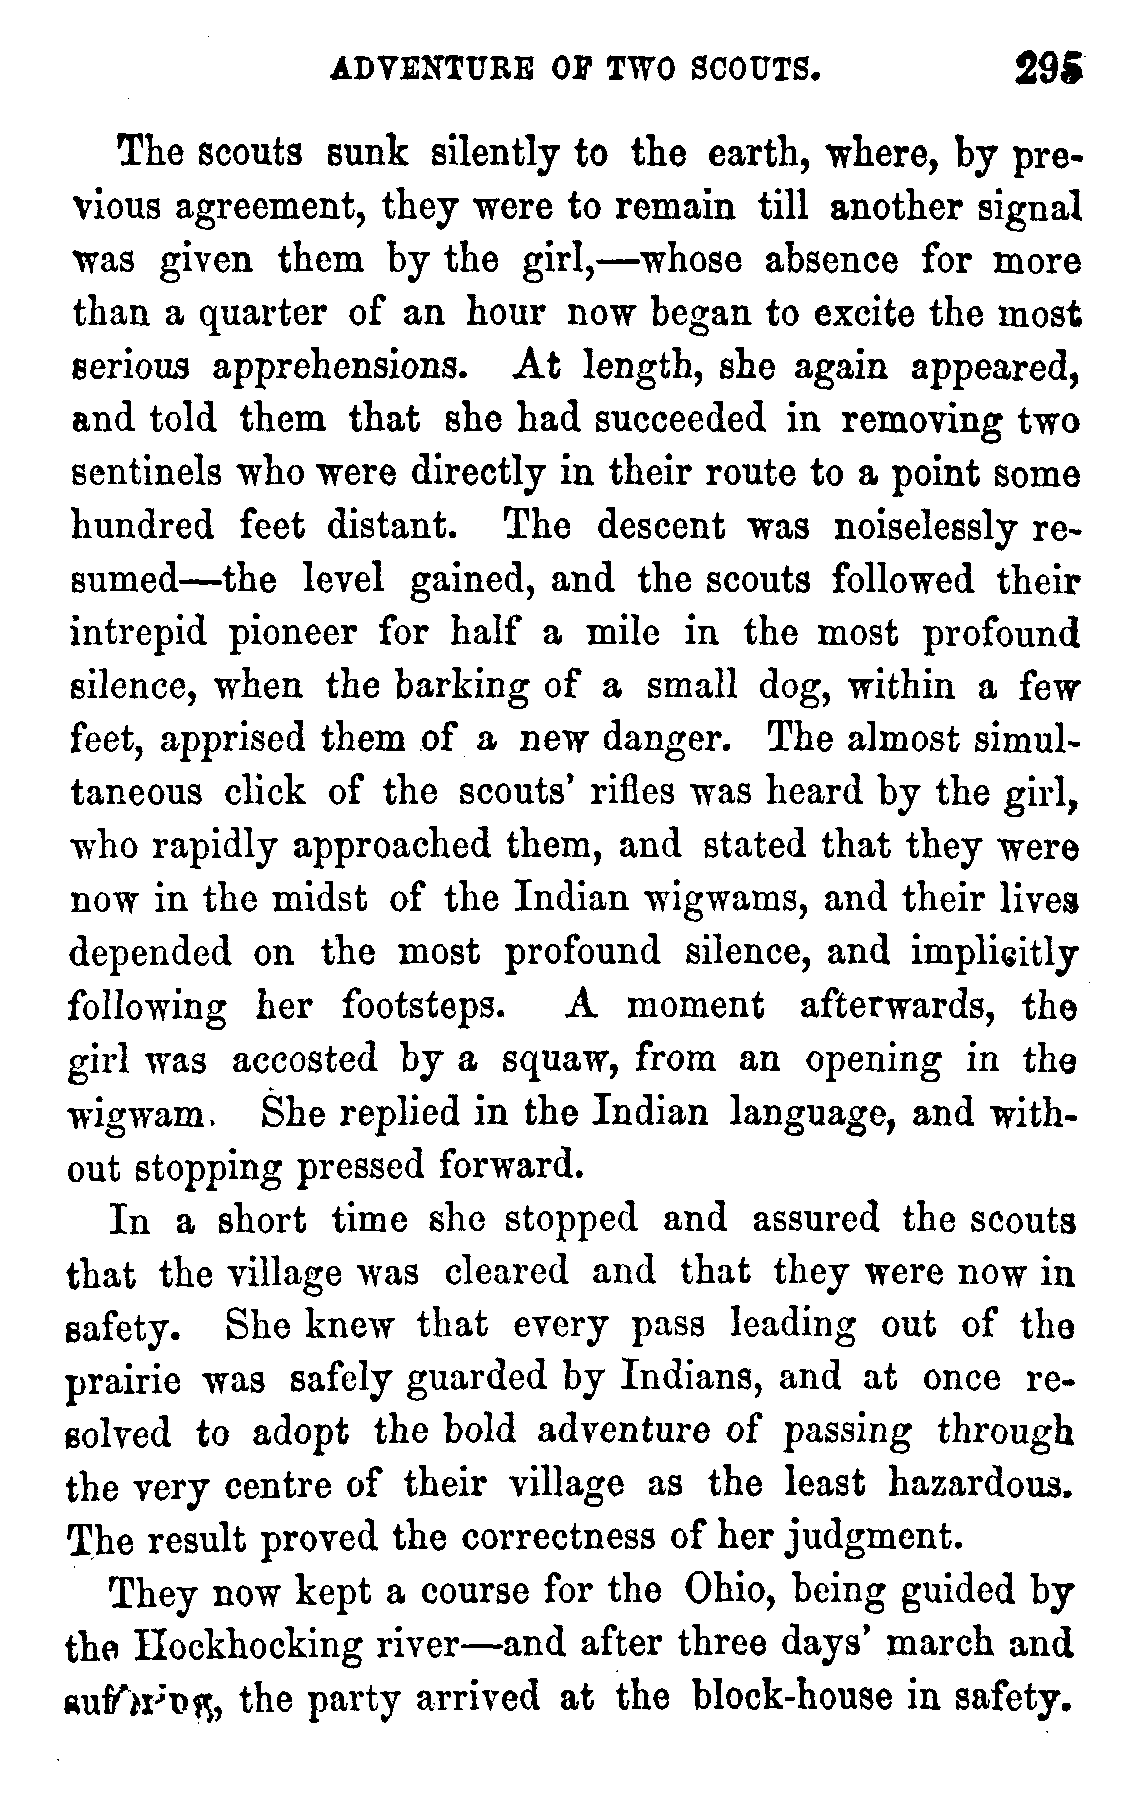 ADVENTURE OF TWO SCOUTS. 295
The scouts sunk silently to the earth, where, by pre-
vious agreement, they were to remain till another signal
was given them by the girl,—whose absence for more
than a quarter of an hour now began to excite the most
serious apprehensions. At length, she again appeared,
and told them that she had succeeded in removing two
sentinels who were directly in their route to a point some
hundred feet distant. The descent was noiselessly re-
sumed—the level gained, and the scouts followed their
intrepid pioneer for half a mile in the most profound
silence, when the barking of a small dog, within a few
feet, apprised them of a new danger. The almost simul-
taneous click of the scouts' rifles was heard by the girl,
who rapidly approached them, and stated that they were
now in the midst of the Indian wigwams, and their lives
depended on the most profound silence, and implicitly
following her footsteps. A moment afterwards, the
girl was accosted by a squaw, from an opening in the
wigwam. She replied in the Indian language, and with-
out stopping pressed forward.
In a short time she stopped and assured the scouts
that the village was cleared and that they were now in
safety. She knew that every pass leading out of the
prairie was safely guarded by Indians, and at once re-
solved to adopt the bold adventure of passing through
the very centre of their village as the least hazardous.
The result proved the correctness of her judgment.
They now kept a course for the Ohio, being guided by
the Hockhocking river—and after three days' march and
suffering, the party arrived at the block-house in safety.